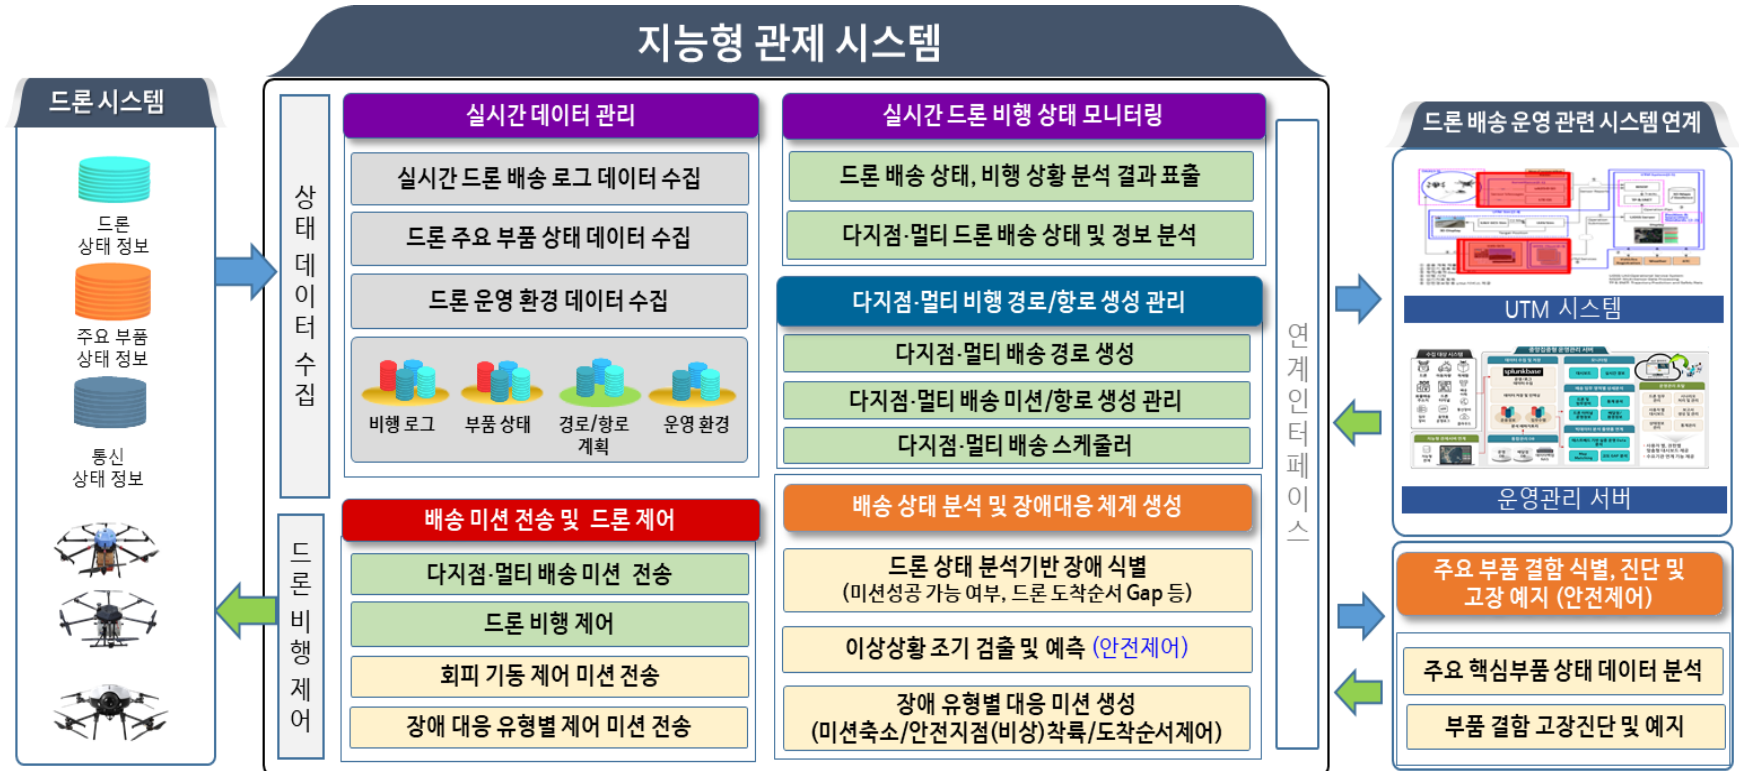 지능형 관제 시스템
드론 시스템
드론
상태 정보
주요 부품
상태 정보
통신
상태 정보
상태 데이터 수집
드론 비행 제어
실시간 데이터 관리
실시간 드론 배송 로그 데이터 수집
드론 주요 부품 상태 데이터 수집
드론 운영 환경 데이터 수집
비행 로그
부품 상태
경로/항로
계획
운영 환경
배송 미션 전송 및 드론 제어
다지점·멀티 배송 미션 전송
드론 비행 제어
회피 기동 제어 미션 전송
장애 대응 유형별 제어 미션 전송
실시간 드론 비행 상태 모니터링
드론 배송 상태, 비행 상황 분석 결과 표출
다지점·멀티 드론 배송 상태 및 정보 분석
다지점·멀티 비행 경로/항로 생성 관리
다지점·멀티 배송 경로 생성
다지점·멀티 배송 미션/항로 생성 관리
다지점·멀티 배송 스케줄러
배송 상태 분석 및 장애대응 체계 생성
드론 상태 분석기반 장애 식별
(미션성공 가능 여부, 드론 도착순서 Gap 등)
이상상황 조기 검출 및 예측 (안전제어)
장애 유형별 대응 미션 생성
(미션축소/안전지점(비상)착륙/도착순서제어)
연계인터페이스
드론 배송 운영 관련 시스템 연계
UTM 시스템
수집 대상 시스템
중앙집중형 운영관리 서버
splunkbase
운영관리 서버
주요 부품 결함 식별, 진단 및
고장 예지 (안전제어)
주요 핵심부품 상태 데이터 분석
부품 결함 고장진단 및 예지